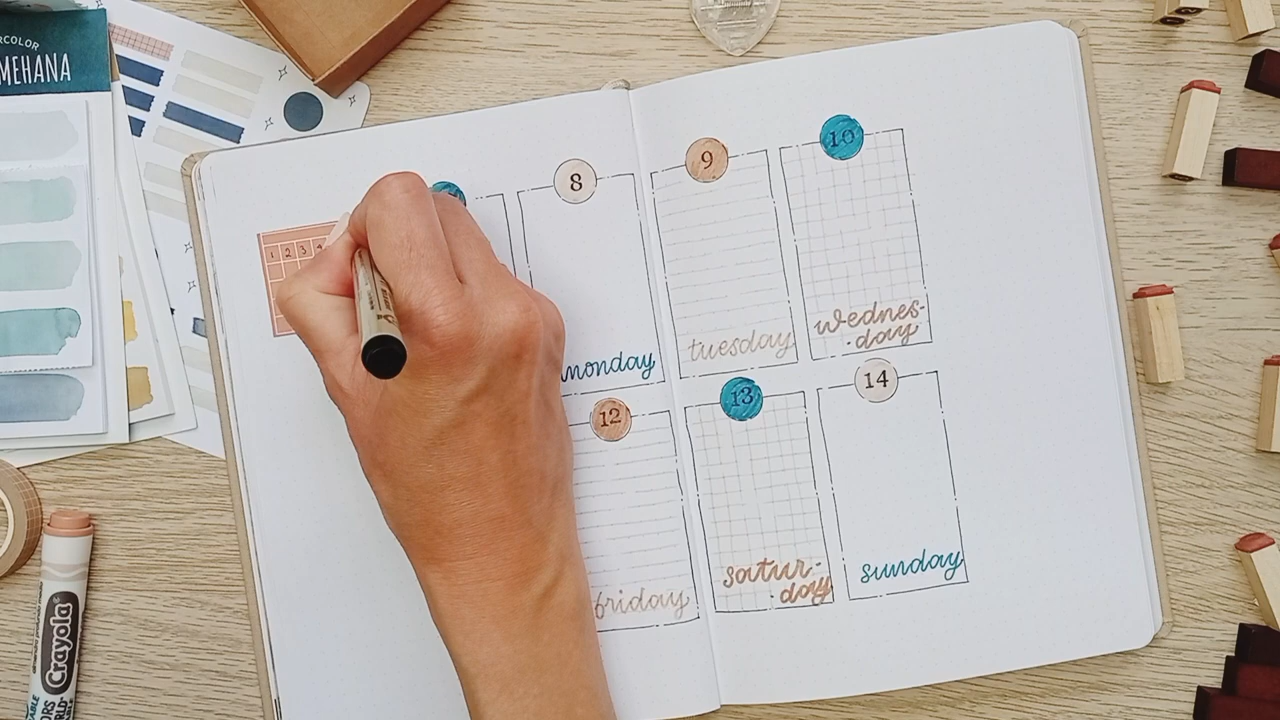 COLOR
MEHANA
1 2 3 4
8
9
10
monday
tuesday
wednes-
day
12
13
14
friday
satur-
day
sunday
Crayola